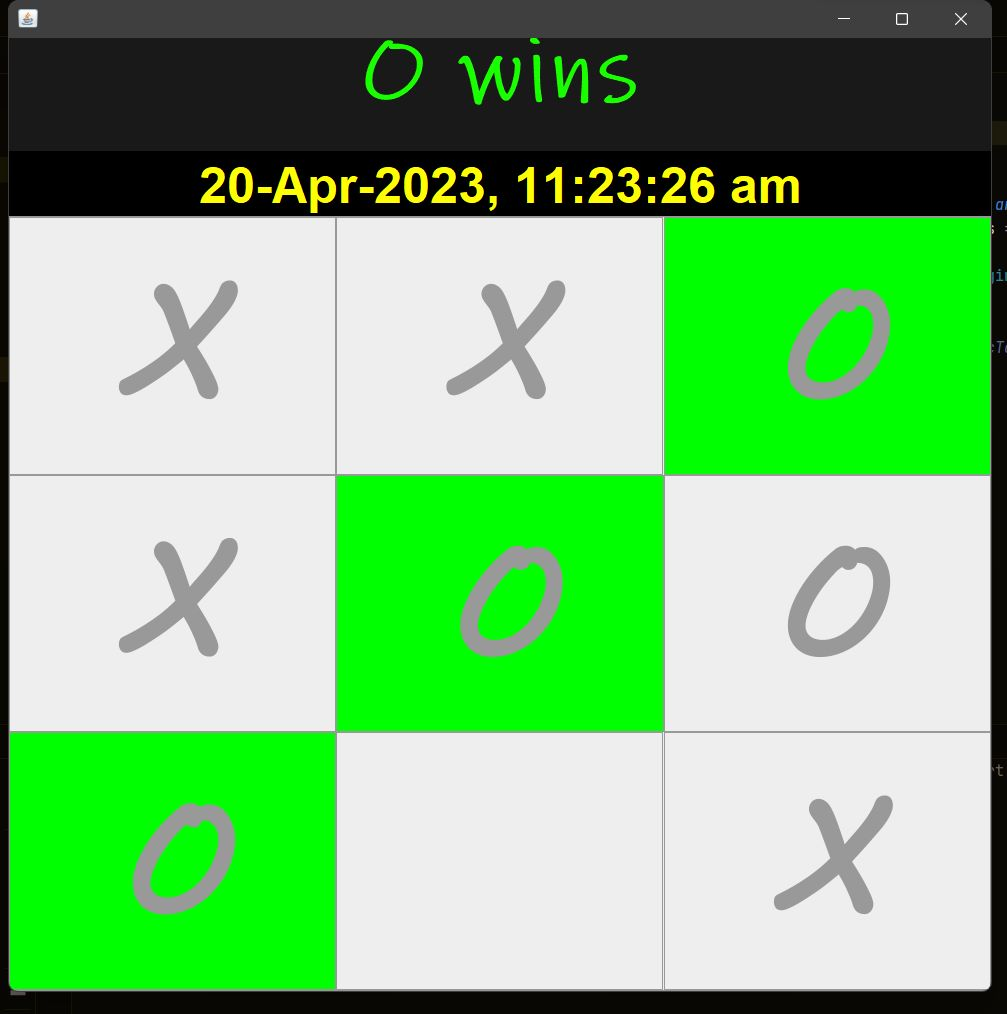 O wins
20-Apr-2023, 11:23:26 am
X X O
X O O
O X